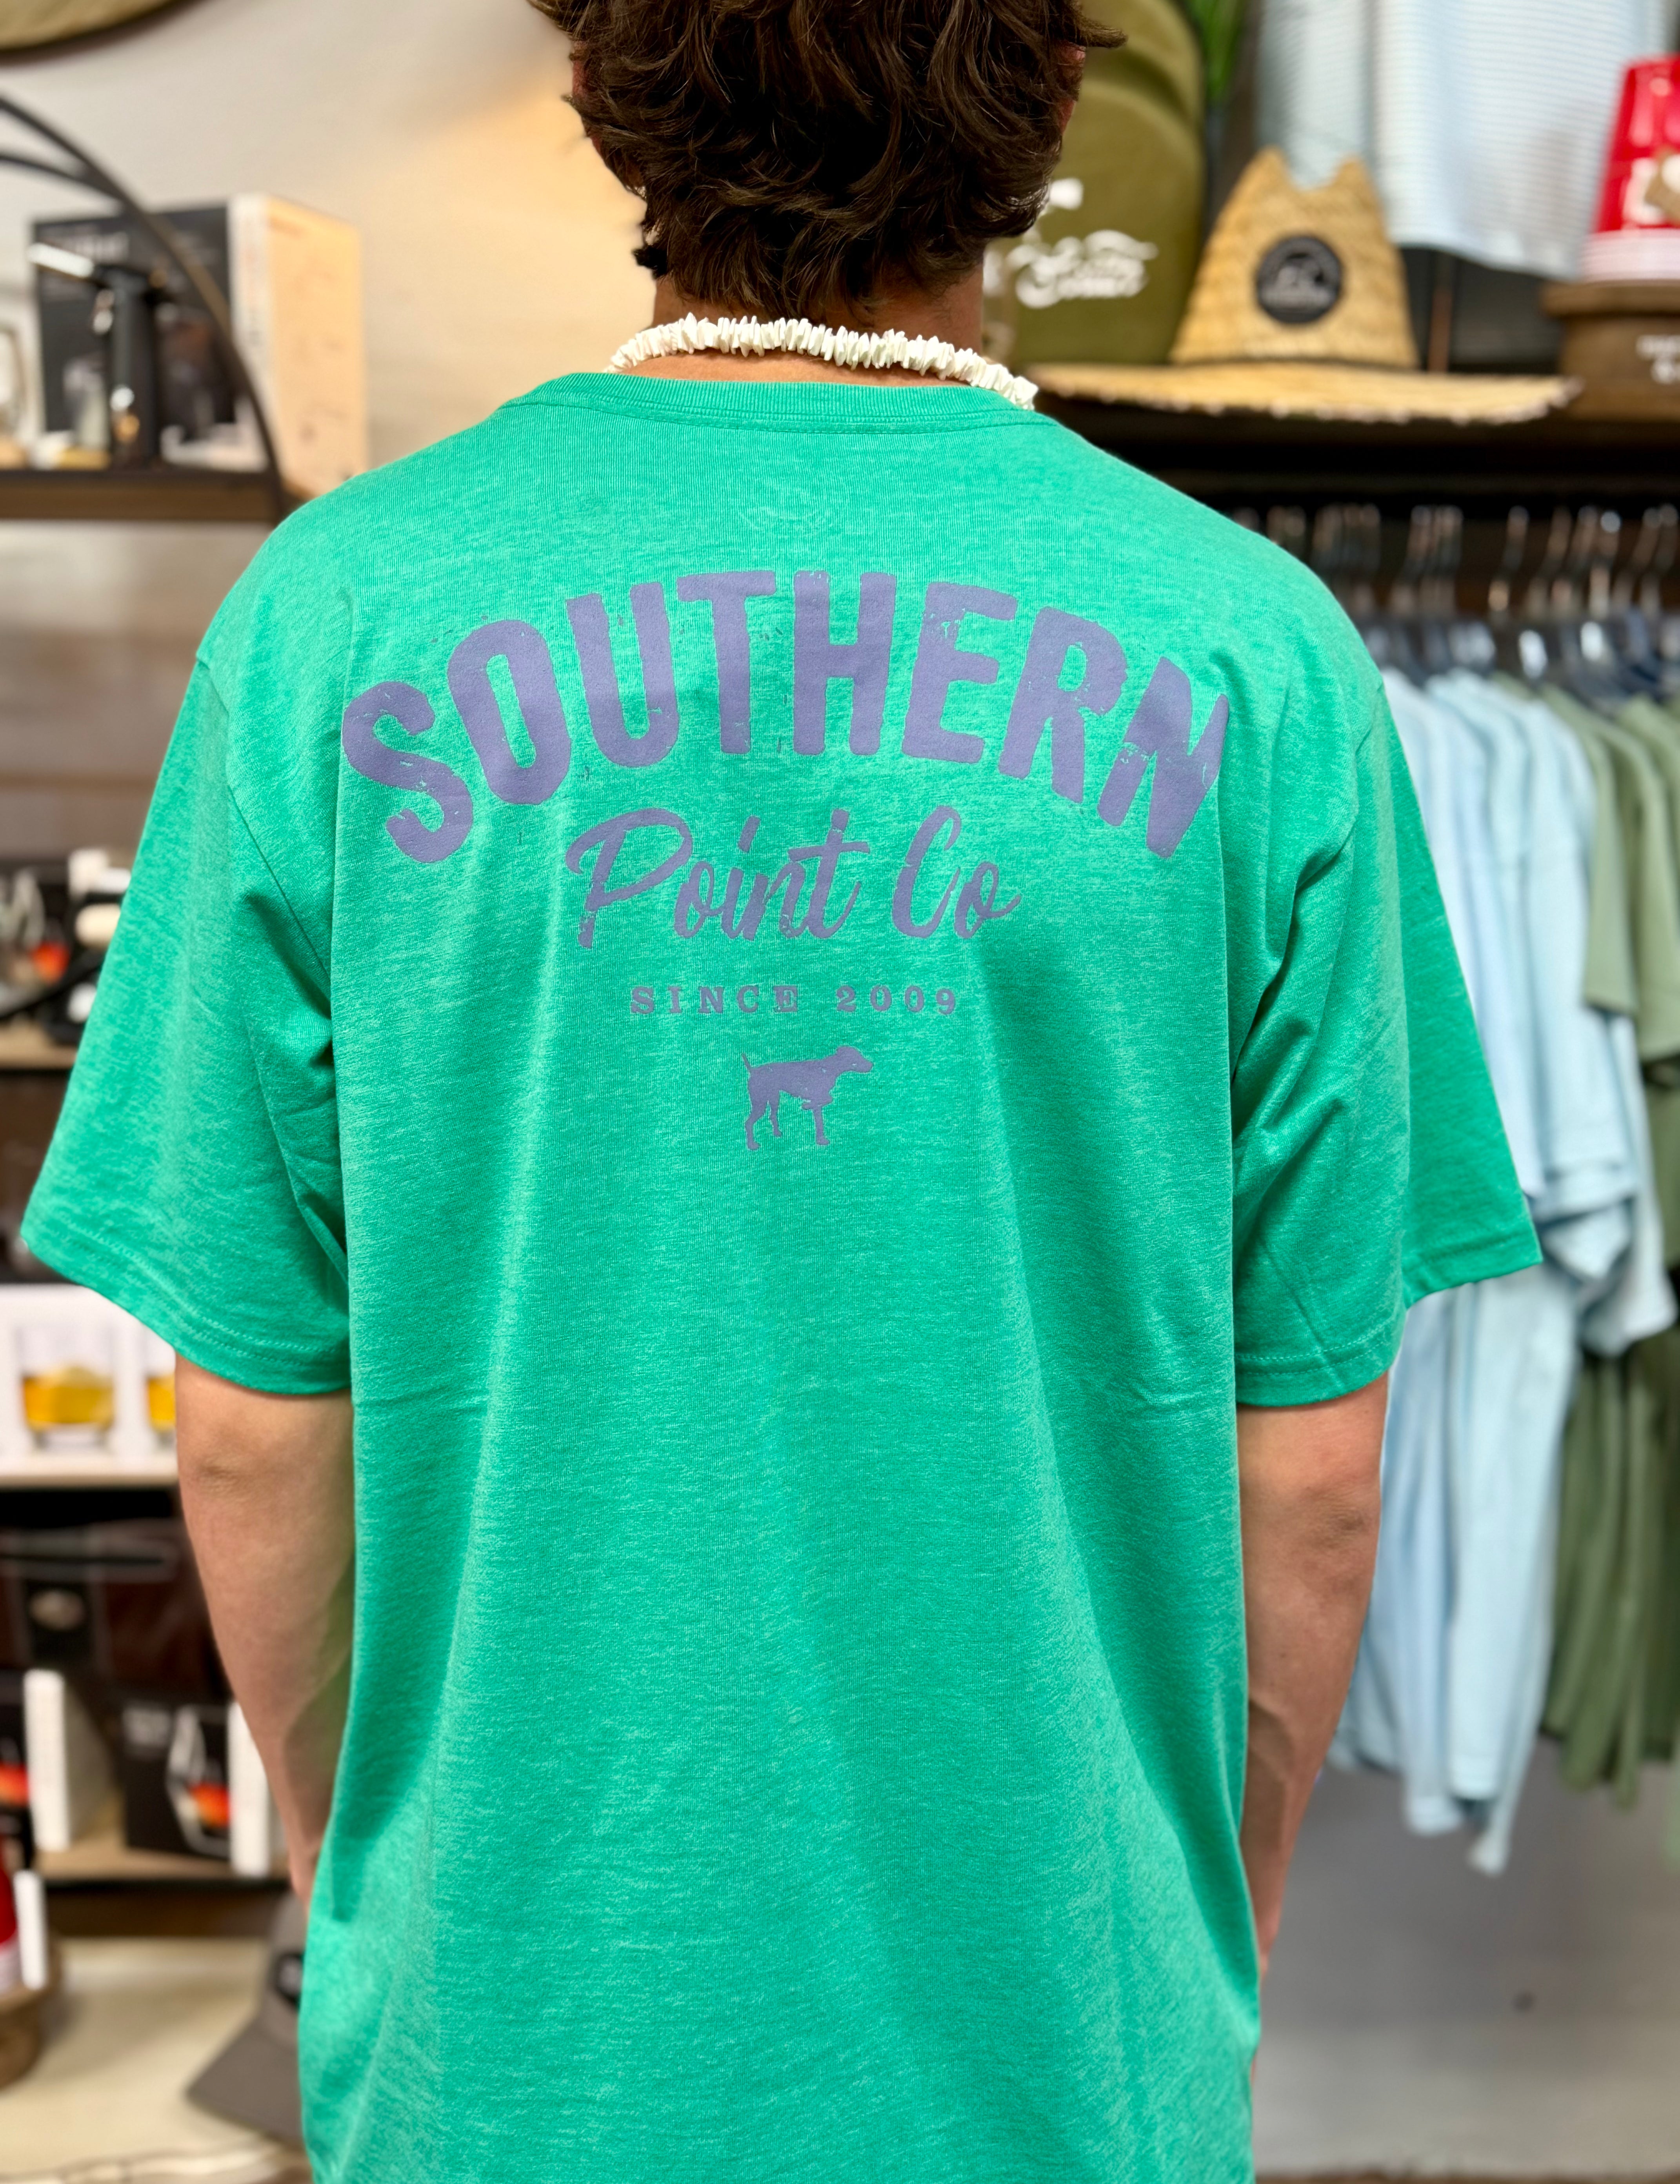 SOUTHERN
Point Co
SINCE 2009